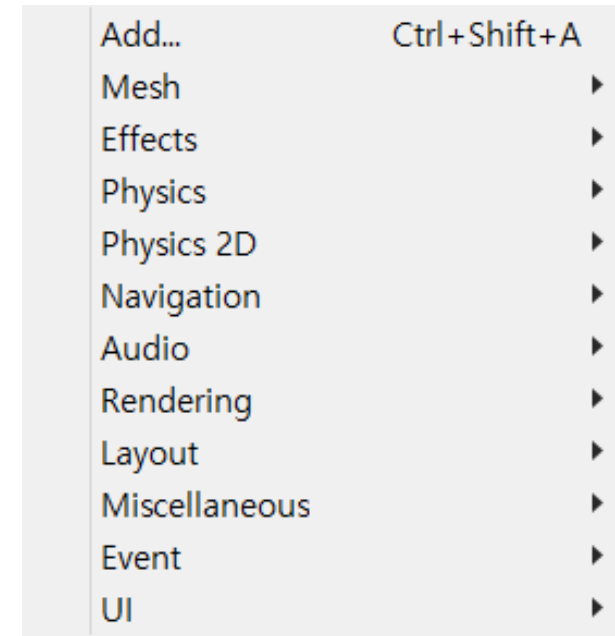 Add... Ctrl+Shift+A
Mesh
Effects
Physics
Physics 2D
Navigation
Audio
Rendering
Layout
Miscellaneous
Event
UI